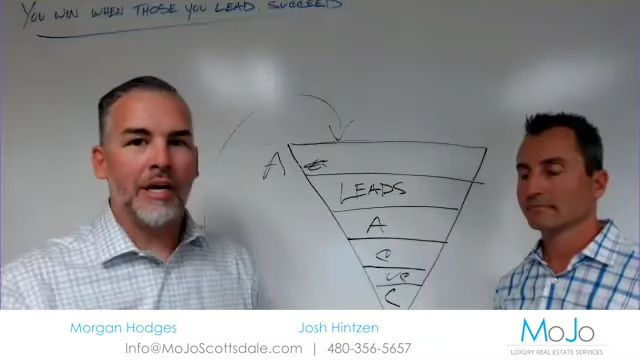 YOU WIN WHEN THOSE YOU LEAD SUCCEED
A
LEADS
A
C
UC
C
Morgan Hodges
Josh Hintzen
Info@MoJoScottsdale.com | 480-356-5657
MoJo
LUXURY REAL ESTATE SERVICES